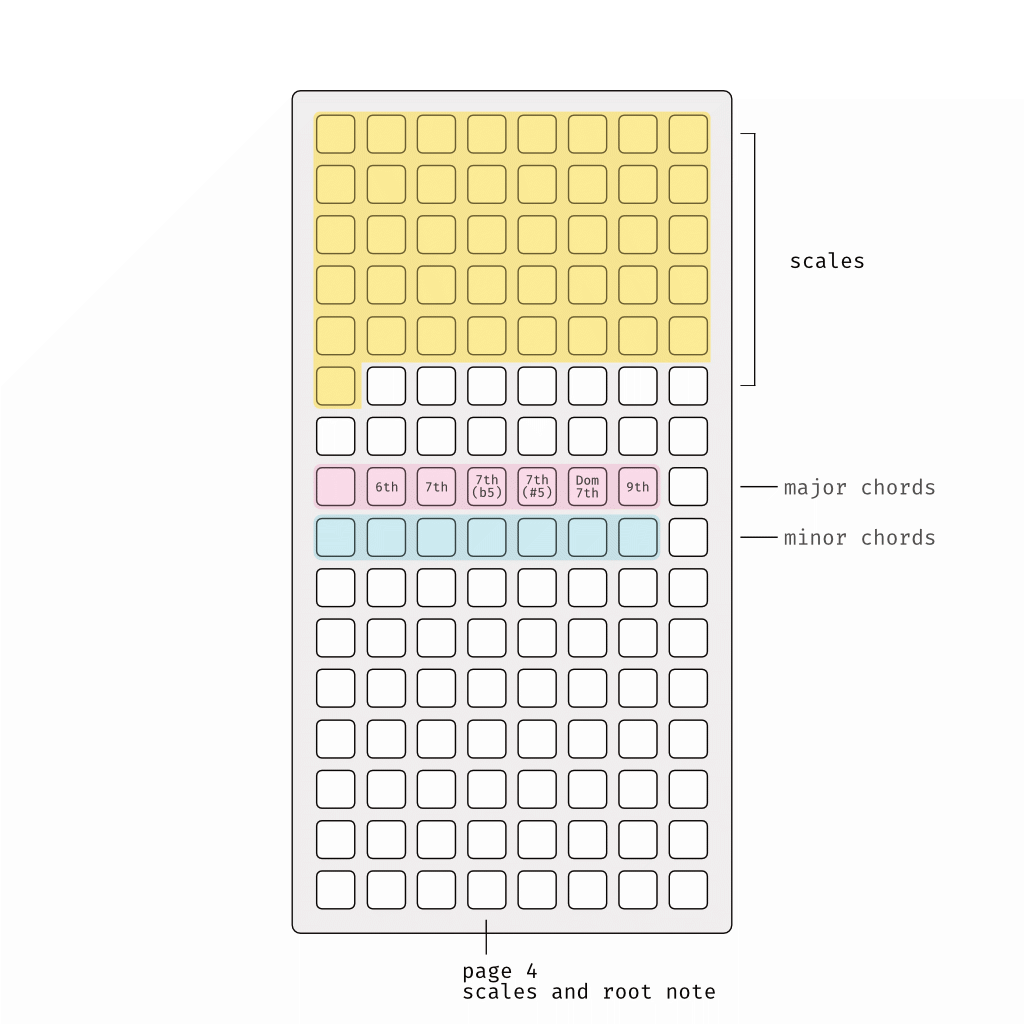 scales
6th
7th
7th
(b5)
7th
(#5)
Dom
7th
9th
major chords
minor chords
page 4
scales and root note